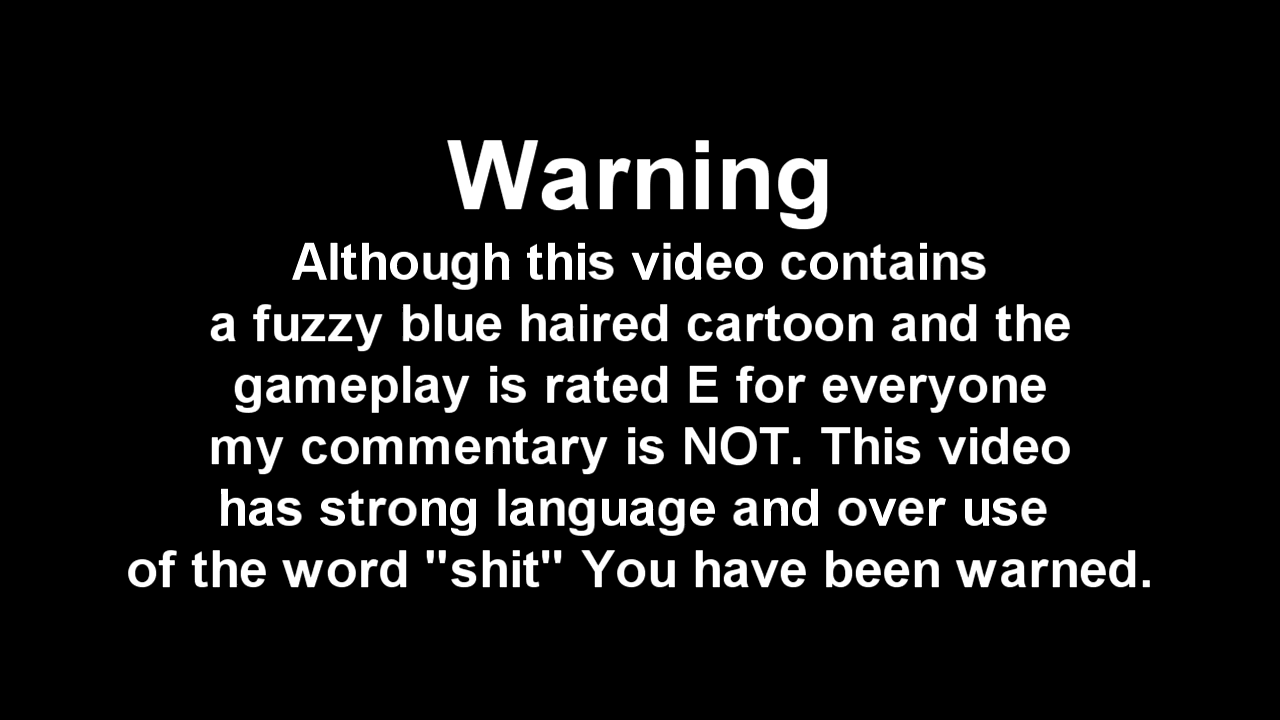 Warning
Although this video contains
a fuzzy blue haired cartoon and the
gameplay is rated E for everyone
my commentary is NOT. This video
has strong language and over use
of the word "shit" You have been warned.